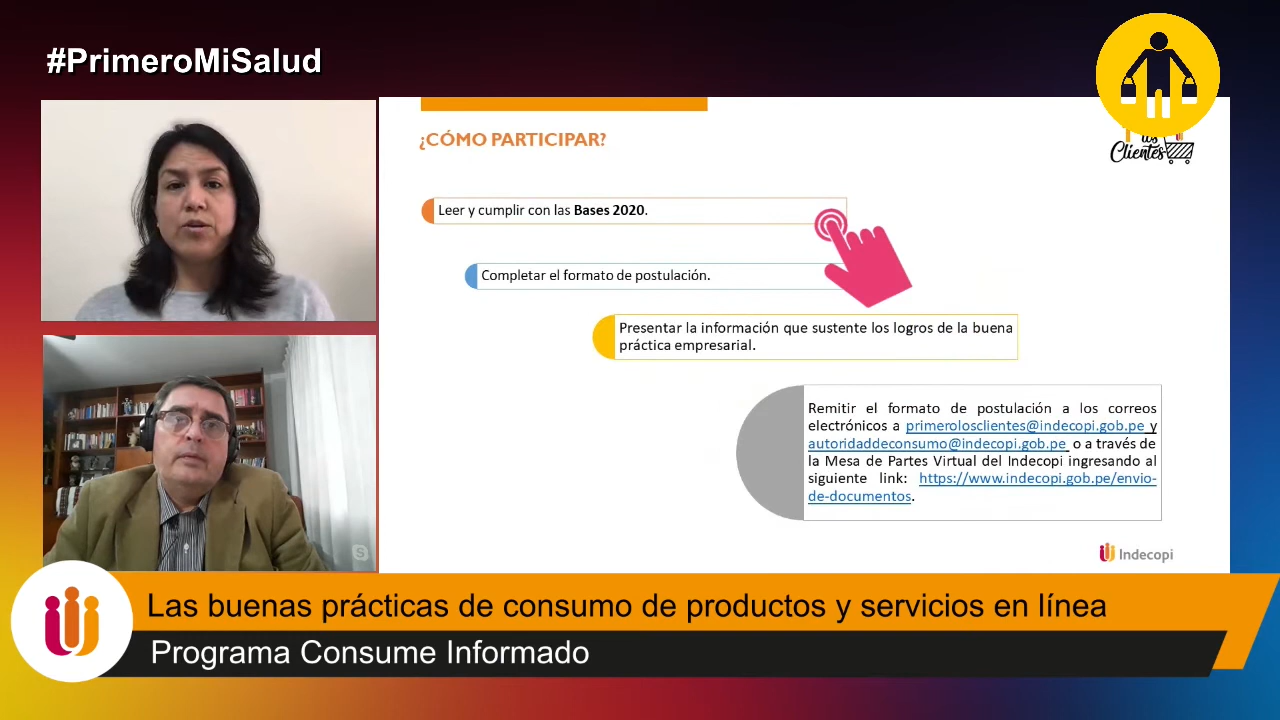 #PrimeroMiSalud
¿CÓMO PARTICIPAR?
los
Clientes
Leer y cumplir con las Bases 2020.
Completar el formato de postulación.
Presentar la información que sustente los logros de la buena
práctica empresarial.
Remitir el formato de postulación a los correos
electrónicos a primerolosclientes@indecopi.gob.pe y
autoridaddeconsumo@indecopi.gob.pe o a través de
la Mesa de Partes Virtual del Indecopi ingresando al
siguiente link: https://www.indecopi.gob.pe/envio-
de-documentos.
Indecopi
Las buenas prácticas de consumo de productos y servicios en línea
Programa Consume Informado